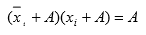 (x̅ ᵢ + A)(xᵢ + A) = A